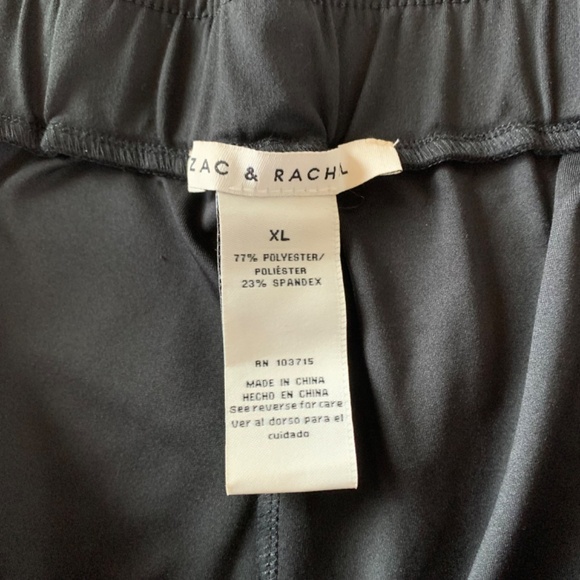 ZAC & RACH L
XL
77% POLYESTER/
POLIÈSTER
23% SPANDEX
RN 103715
MADE IN CHINA
HECHO EN CHINA
See reverse for care
Ver al dorso para el
cuidado